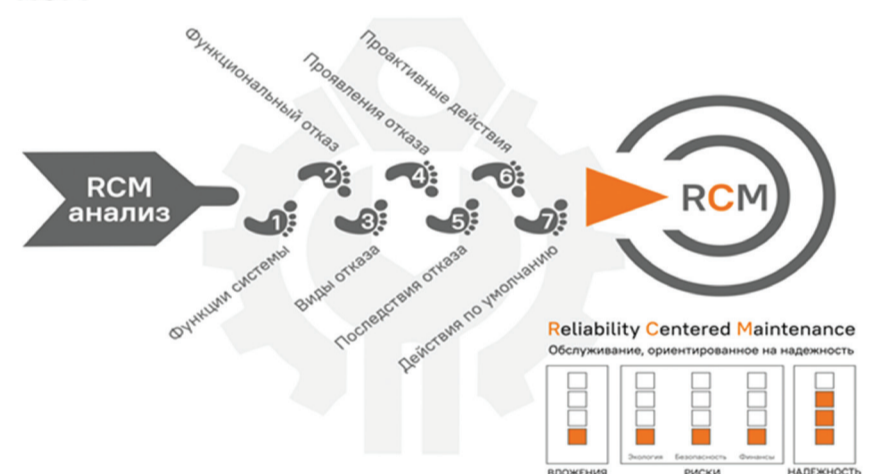 RCM
анализ
Функциональный отказ
Проявления отказа
Проактивные действия
2
4
6
1
3
5
7
Функции системы
Виды отказа
Последствия отказа
Действия по умолчанию
RCM
Reliability Centered Maintenance
Обслуживание, ориентированное на надежность
Экология Безопасность Финансы
ВЛОЖЕНИЯ РИСКИ НАДЕЖНОСТЬ